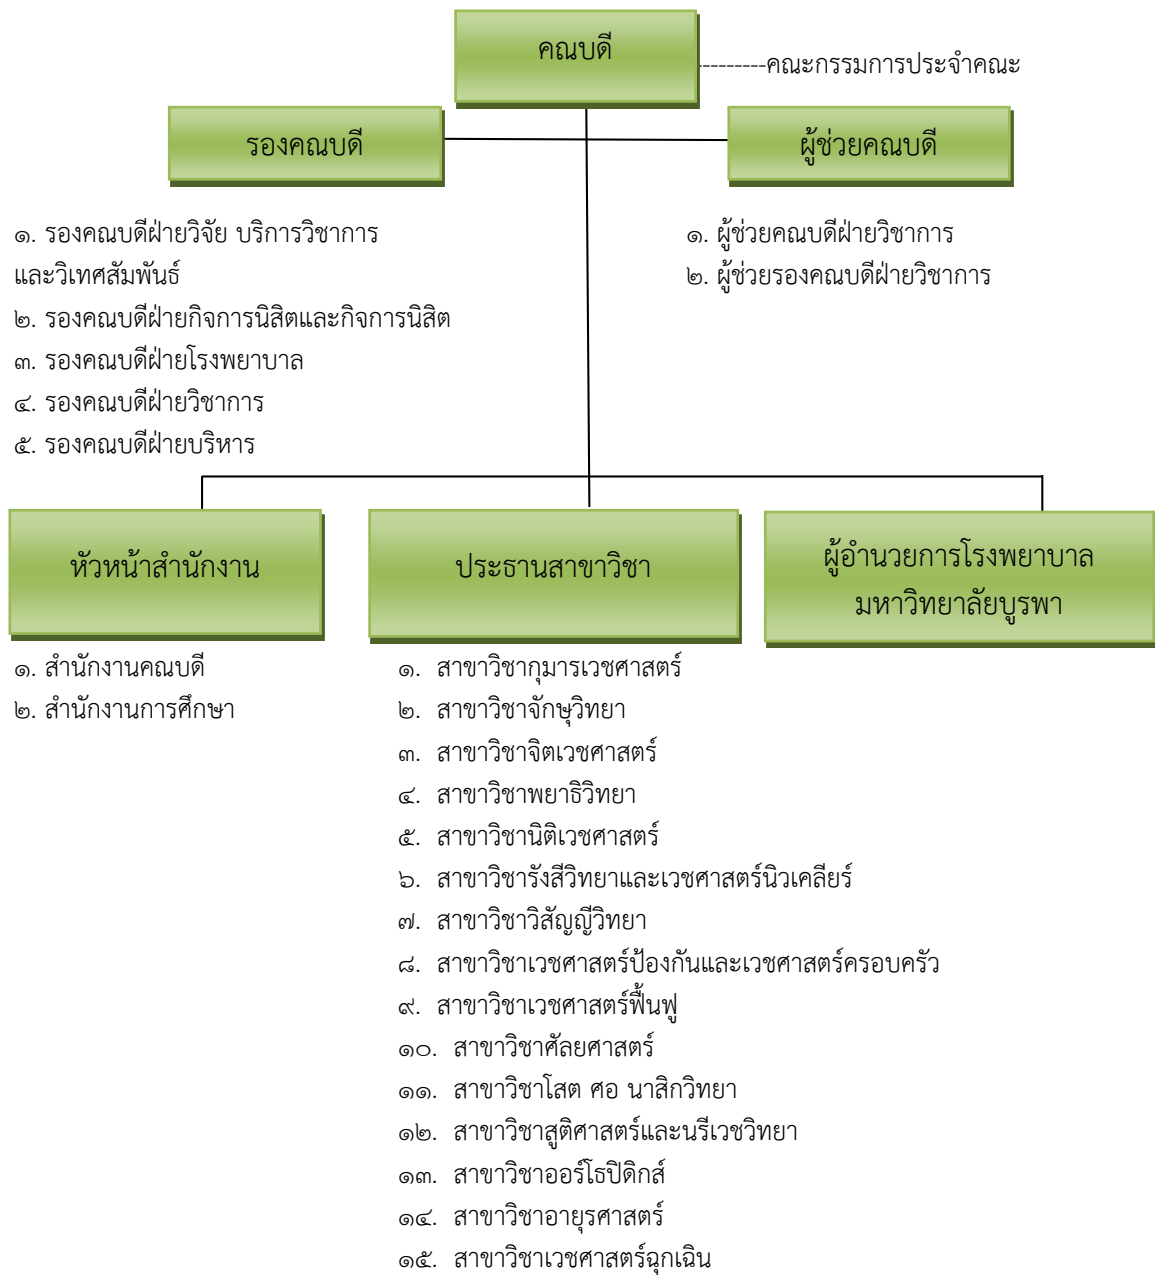 คณบดี
---------คณะกรรมการประจำคณะ
รองคณบดี
ผู้ช่วยคณบดี
๑. รองคณบดีฝ่ายวิจัย บริการวิชาการ
และวิเทศสัมพันธ์
๒. รองคณบดีฝ่ายกิจการนิสิตและกิจการนิสิต
๓. รองคณบดีฝ่ายโรงพยาบาล
๔. รองคณบดีฝ่ายวิชาการ
๕. รองคณบดีฝ่ายบริหาร
๑. ผู้ช่วยคณบดีฝ่ายวิชาการ
๒. ผู้ช่วยรองคณบดีฝ่ายวิชาการ
หัวหน้าสำนักงาน
๑. สำนักงานคณบดี
๒. สำนักงานการศึกษา
ประธานสาขาวิชา
๑. สาขาวิชากุมารเวชศาสตร์
๒. สาขาวิชาจักษุวิทยา
๓. สาขาวิชาจิตเวชศาสตร์
๔. สาขาวิชาพยาธิวิทยา
๕. สาขาวิชานิติเวชศาสตร์
๖. สาขาวิชารังสีวิทยาและเวชศาสตร์นิวเคลียร์
๗. สาขาวิชาวิสัญญีวิทยา
๘. สาขาวิชาเวชศาสตร์ป้องกันและเวชศาสตร์ครอบครัว
๙. สาขาวิชาเวชศาสตร์ฟื้นฟู
๑๐. สาขาวิชาศัลยศาสตร์
๑๑. สาขาวิชาโสต ศอ นาสิกวิทยา
๑๒. สาขาวิชาสูติศาสตร์และนรีเวชวิทยา
๑๓. สาขาวิชาออร์โธปิดิกส์
๑๔. สาขาวิชาอายุรศาสตร์
๑๕. สาขาวิชาเวชศาสตร์ฉุกเฉิน
ผู้อำนวยการโรงพยาบาล
มหาวิทยาลัยบูรพา